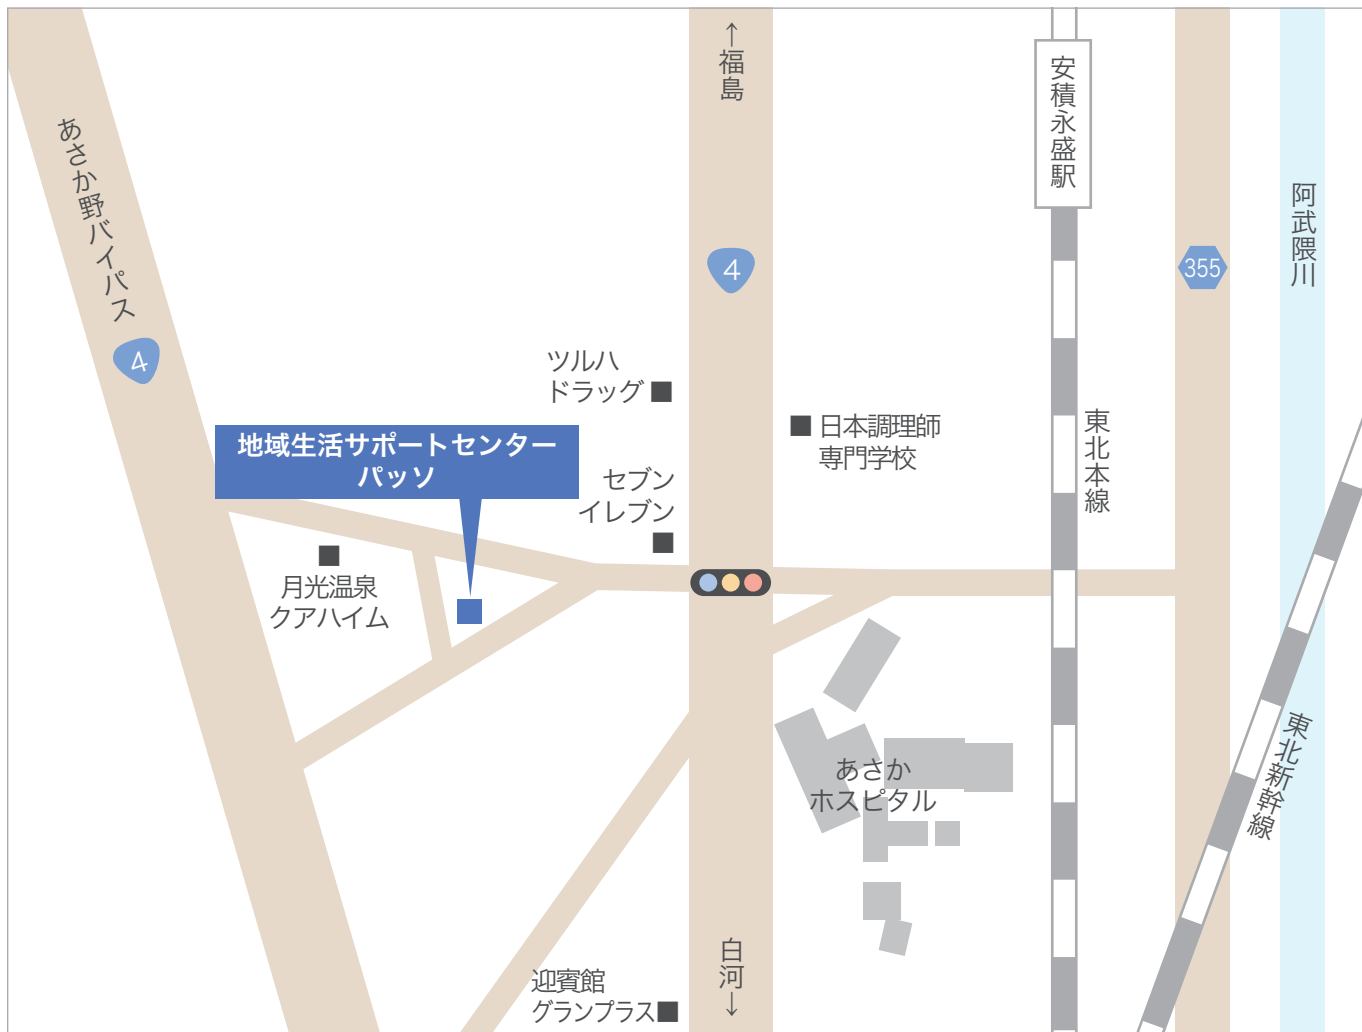 ↑福島
安積永盛駅
あさか野バイパス
阿武隈川
4
355
4
ツルハ
ドラッグ
日本調理師
専門学校
東北本線
地域生活サポートセンター
パッソ
セブン
イレブン
月光温泉
クアハイム
東北新幹線
あさか
ホスピタル
白河↓
迎賓館
グランプラス